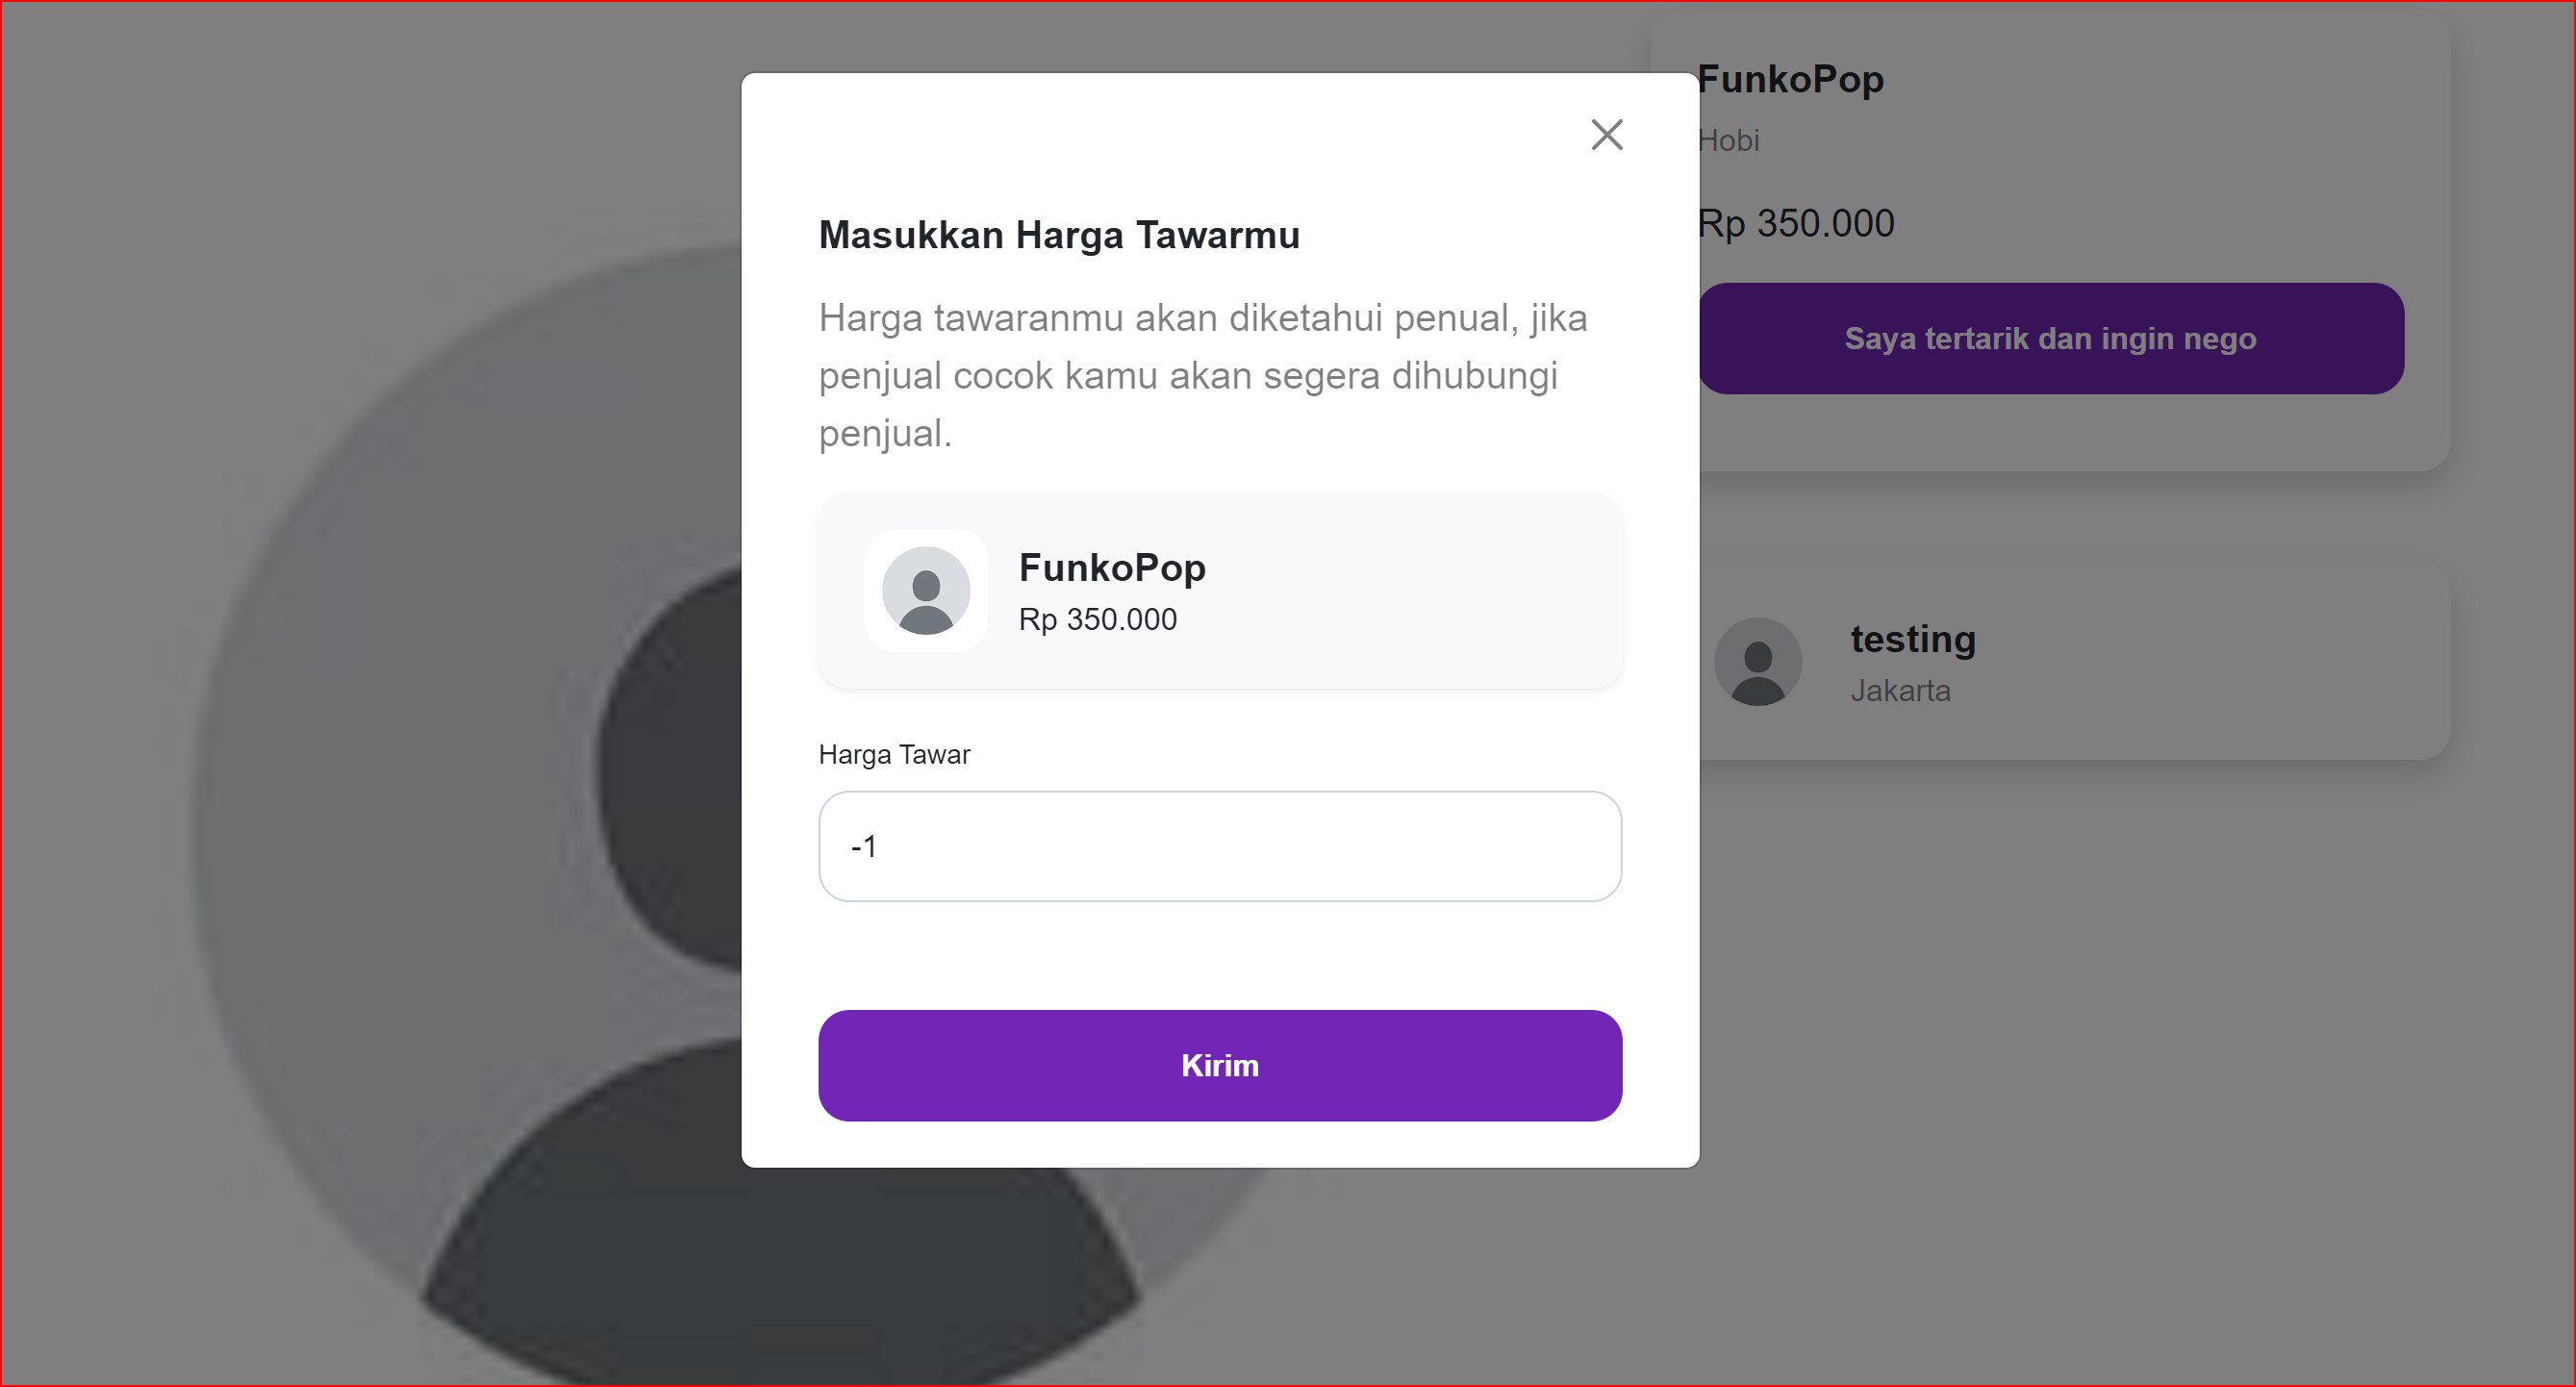 Masukkan Harga Tawarmu
Harga tawaranmu akan diketahui penual, jika
penjual cocok kamu akan segera dihubungi
penjual.
FunkoPop
Rp 350.000
Harga Tawar
-1
Kirim
FunkoPop
Hobi
Rp 350.000
Saya tertarik dan ingin nego
testing
Jakarta